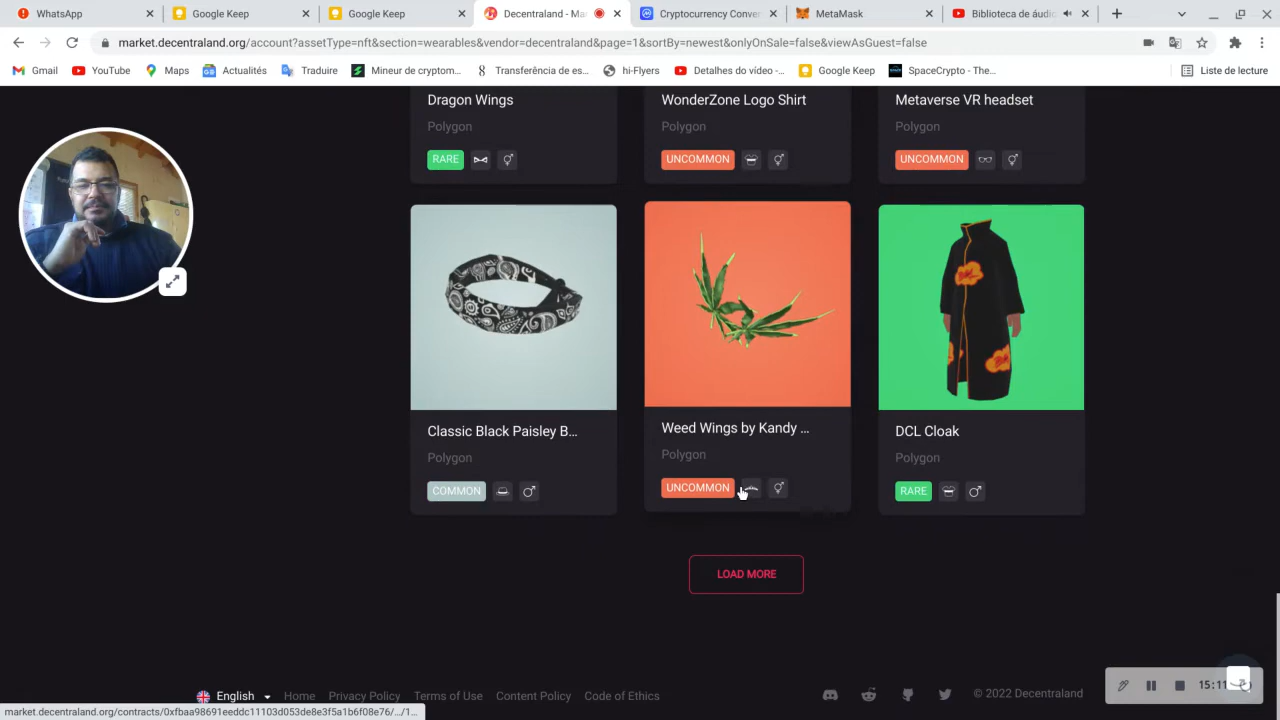 WhatsApp
Google Keep
Google Keep
Decentraland - Ma
Cryptocurrency Conver
MetaMask
Biblioteca de áudio
market.decentraland.org/account?assetType=nft&section=wearables&vendor=decentraland&page=1&sortBy=newest&onlyOnSale=false&viewAsGuest=false
Gmail
YouTube
Maps
Actualités
Traduire
Mineur de cryptom...
Transferência de es...
hi-Flyers
Detalhes do vídeo -...
Google Keep
SpaceCrypto - The...
Liste de lecture
Dragon Wings
Polygon
RARE
WonderZone Logo Shirt
Polygon
UNCOMMON
Metaverse VR headset
Polygon
UNCOMMON
Classic Black Paisley B...
Polygon
COMMON
Weed Wings by Kandy ...
Polygon
UNCOMMON
DCL Cloak
Polygon
RARE
LOAD MORE
English
Home
Privacy Policy
Terms of Use
Content Policy
Code of Ethics
© 2022 Decentraland
15:11
market.decentraland.org/contracts/0xfbaa98691eeddc11103d053de8e3f5a1b6f08e76/.../1...